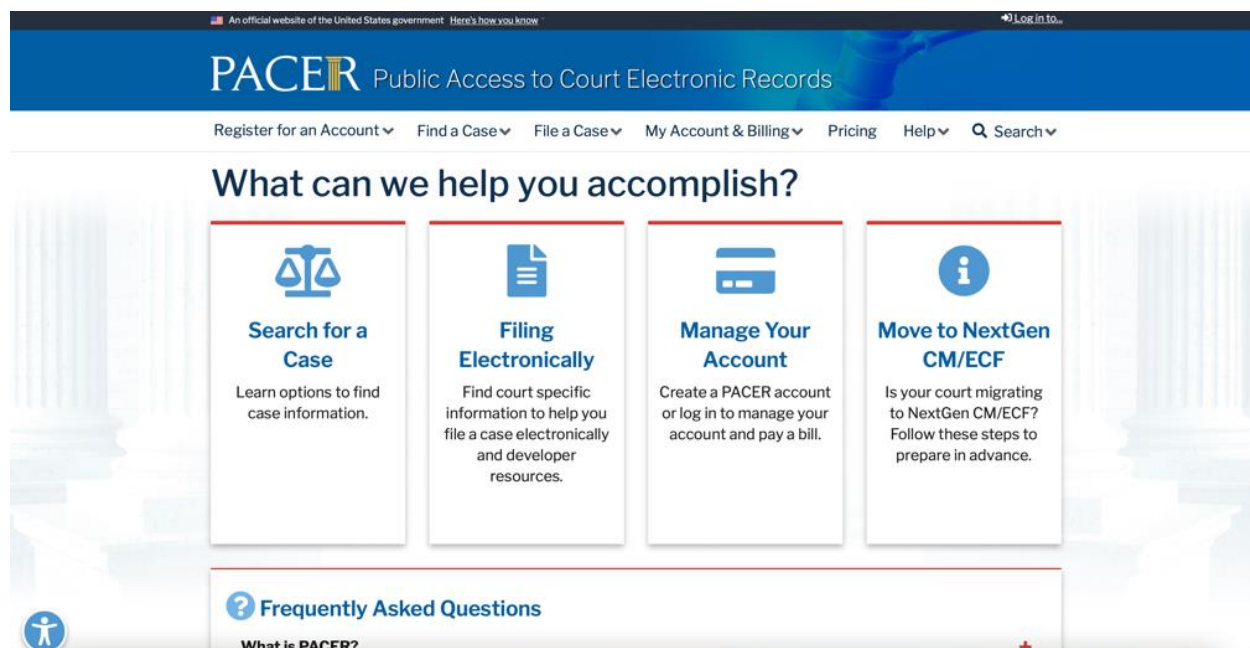 An official website of the United States government Here's how you know
Log in to...
PACER Public Access to Court Electronic Records
Register for an Account Find a Case File a Case My Account & Billing Pricing Help Search
What can we help you accomplish?
Search for a
Case
Learn options to find
case information.
Filing
Electronically
Find court specific
information to help you
file a case electronically
and developer
resources.
Manage Your
Account
Create a PACER account
or log in to manage your
account and pay a bill.
Move to NextGen
CM/ECF
Is your court migrating
to NextGen CM/ECF?
Follow these steps to
prepare in advance.
Frequently Asked Questions
What is PACER?